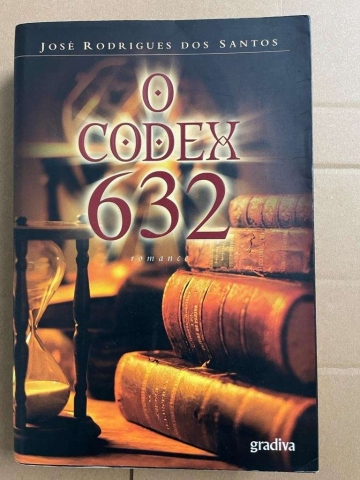 JOSÉ RODRIGUES DOS SANTOS
O
CODEX
632
romance
gradiva